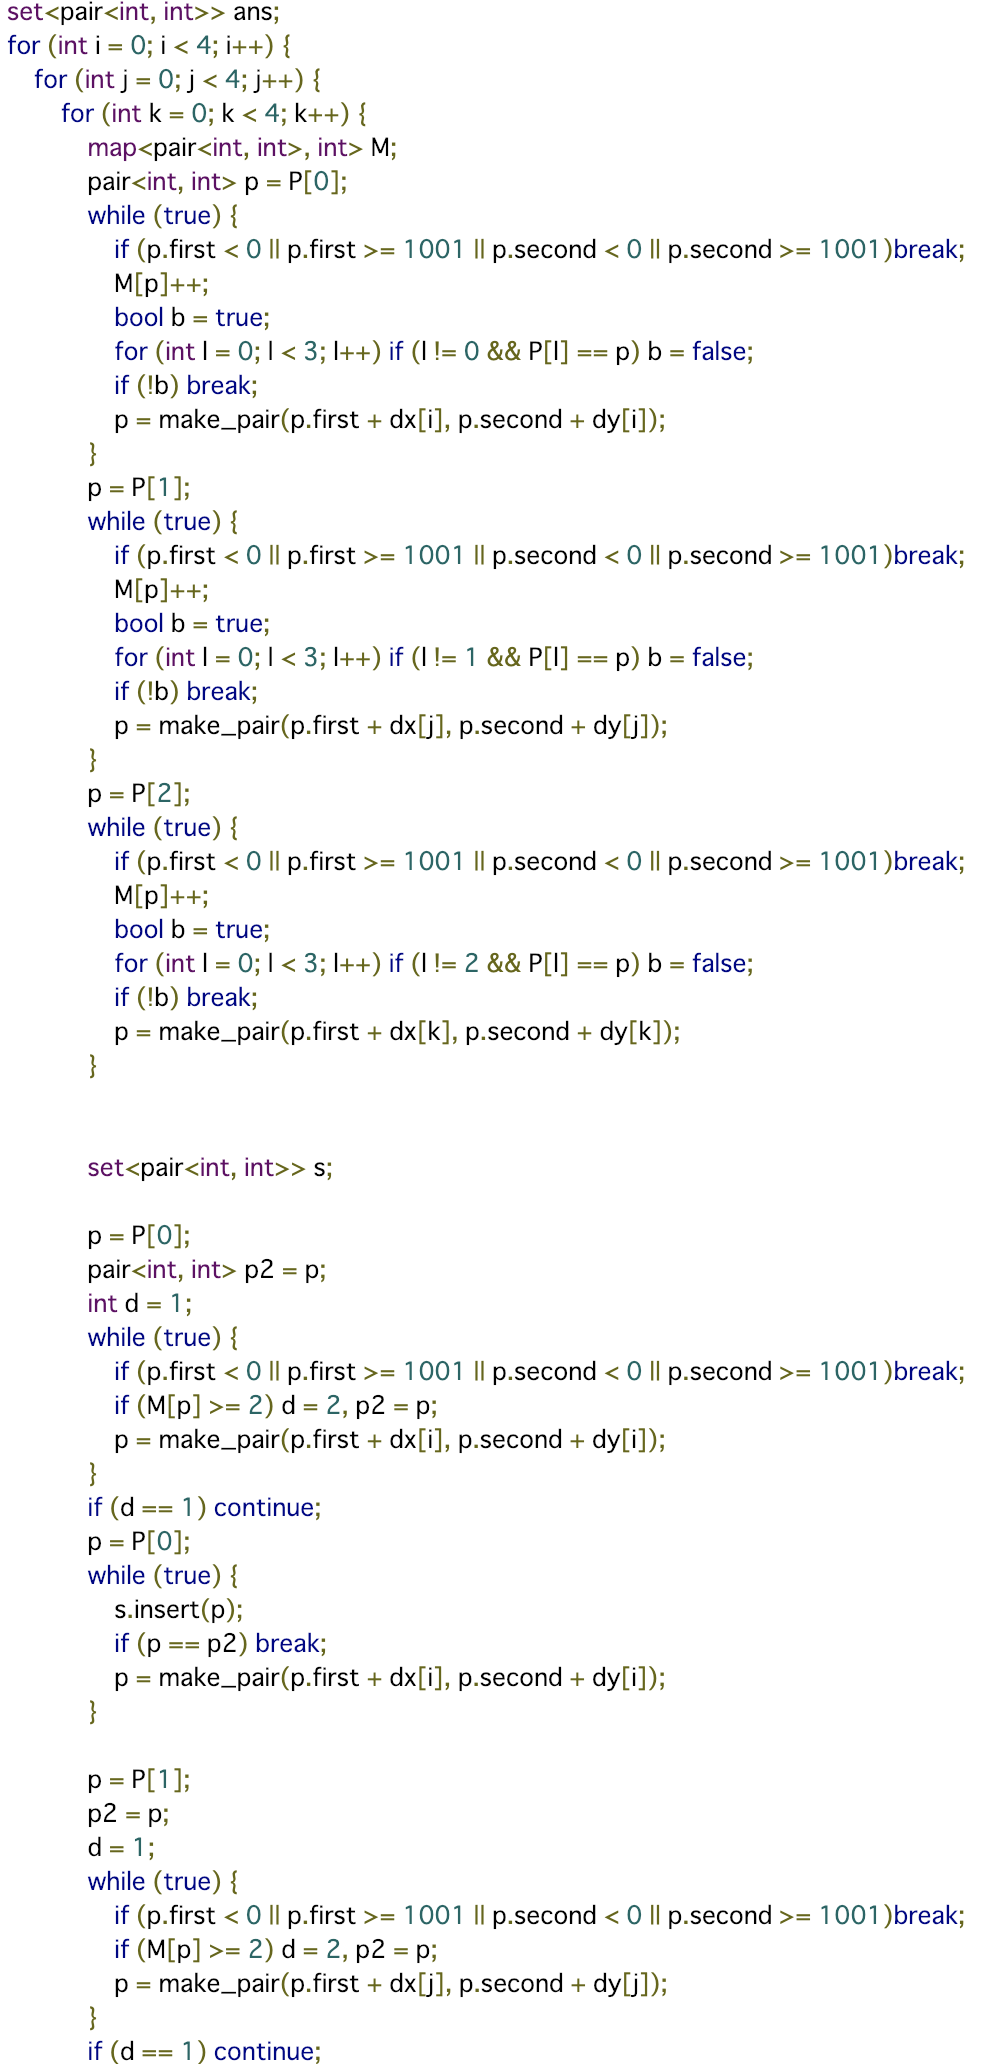 set<pair<int, int>> ans;
for (int i = 0; i < 4; i++) {
for (int j = 0; j < 4; j++) {
for (int k = 0; k < 4; k++) {
map<pair<int, int>, int> M;
pair<int, int> p = P[0];
while (true) {
if (p.first < 0 || p.first >= 1001 || p.second < 0 || p.second >= 1001)break;
M[p]++;
bool b = true;
for (int l = 0; l < 3; l++) if (l != 0 && P[l] == p) b = false;
if (!b) break;
p = make_pair(p.first + dx[i], p.second + dy[i]);
}
p = P[1];
while (true) {
if (p.first < 0 || p.first >= 1001 || p.second < 0 || p.second >= 1001)break;
M[p]++;
bool b = true;
for (int l = 0; l < 3; l++) if (l != 1 && P[l] == p) b = false;
if (!b) break;
p = make_pair(p.first + dx[j], p.second + dy[j]);
}
p = P[2];
while (true) {
if (p.first < 0 || p.first >= 1001 || p.second < 0 || p.second >= 1001)break;
M[p]++;
bool b = true;
for (int l = 0; l < 3; l++) if (l != 2 && P[l] == p) b = false;
if (!b) break;
p = make_pair(p.first + dx[k], p.second + dy[k]);
}
set<pair<int, int>> s;
p = P[0];
pair<int, int> p2 = p;
int d = 1;
while (true) {
if (p.first < 0 || p.first >= 1001 || p.second < 0 || p.second >= 1001)break;
if (M[p] >= 2) d = 2, p2 = p;
p = make_pair(p.first + dx[i], p.second + dy[i]);
}
if (d == 1) continue;
p = P[0];
while (true) {
s.insert(p);
if (p == p2) break;
p = make_pair(p.first + dx[i], p.second + dy[i]);
}
p = P[1];
p2 = p;
d = 1;
while (true) {
if (p.first < 0 || p.first >= 1001 || p.second < 0 || p.second >= 1001)break;
if (M[p] >= 2) d = 2, p2 = p;
p = make_pair(p.first + dx[j], p.second + dy[j]);
}
if (d == 1) continue;